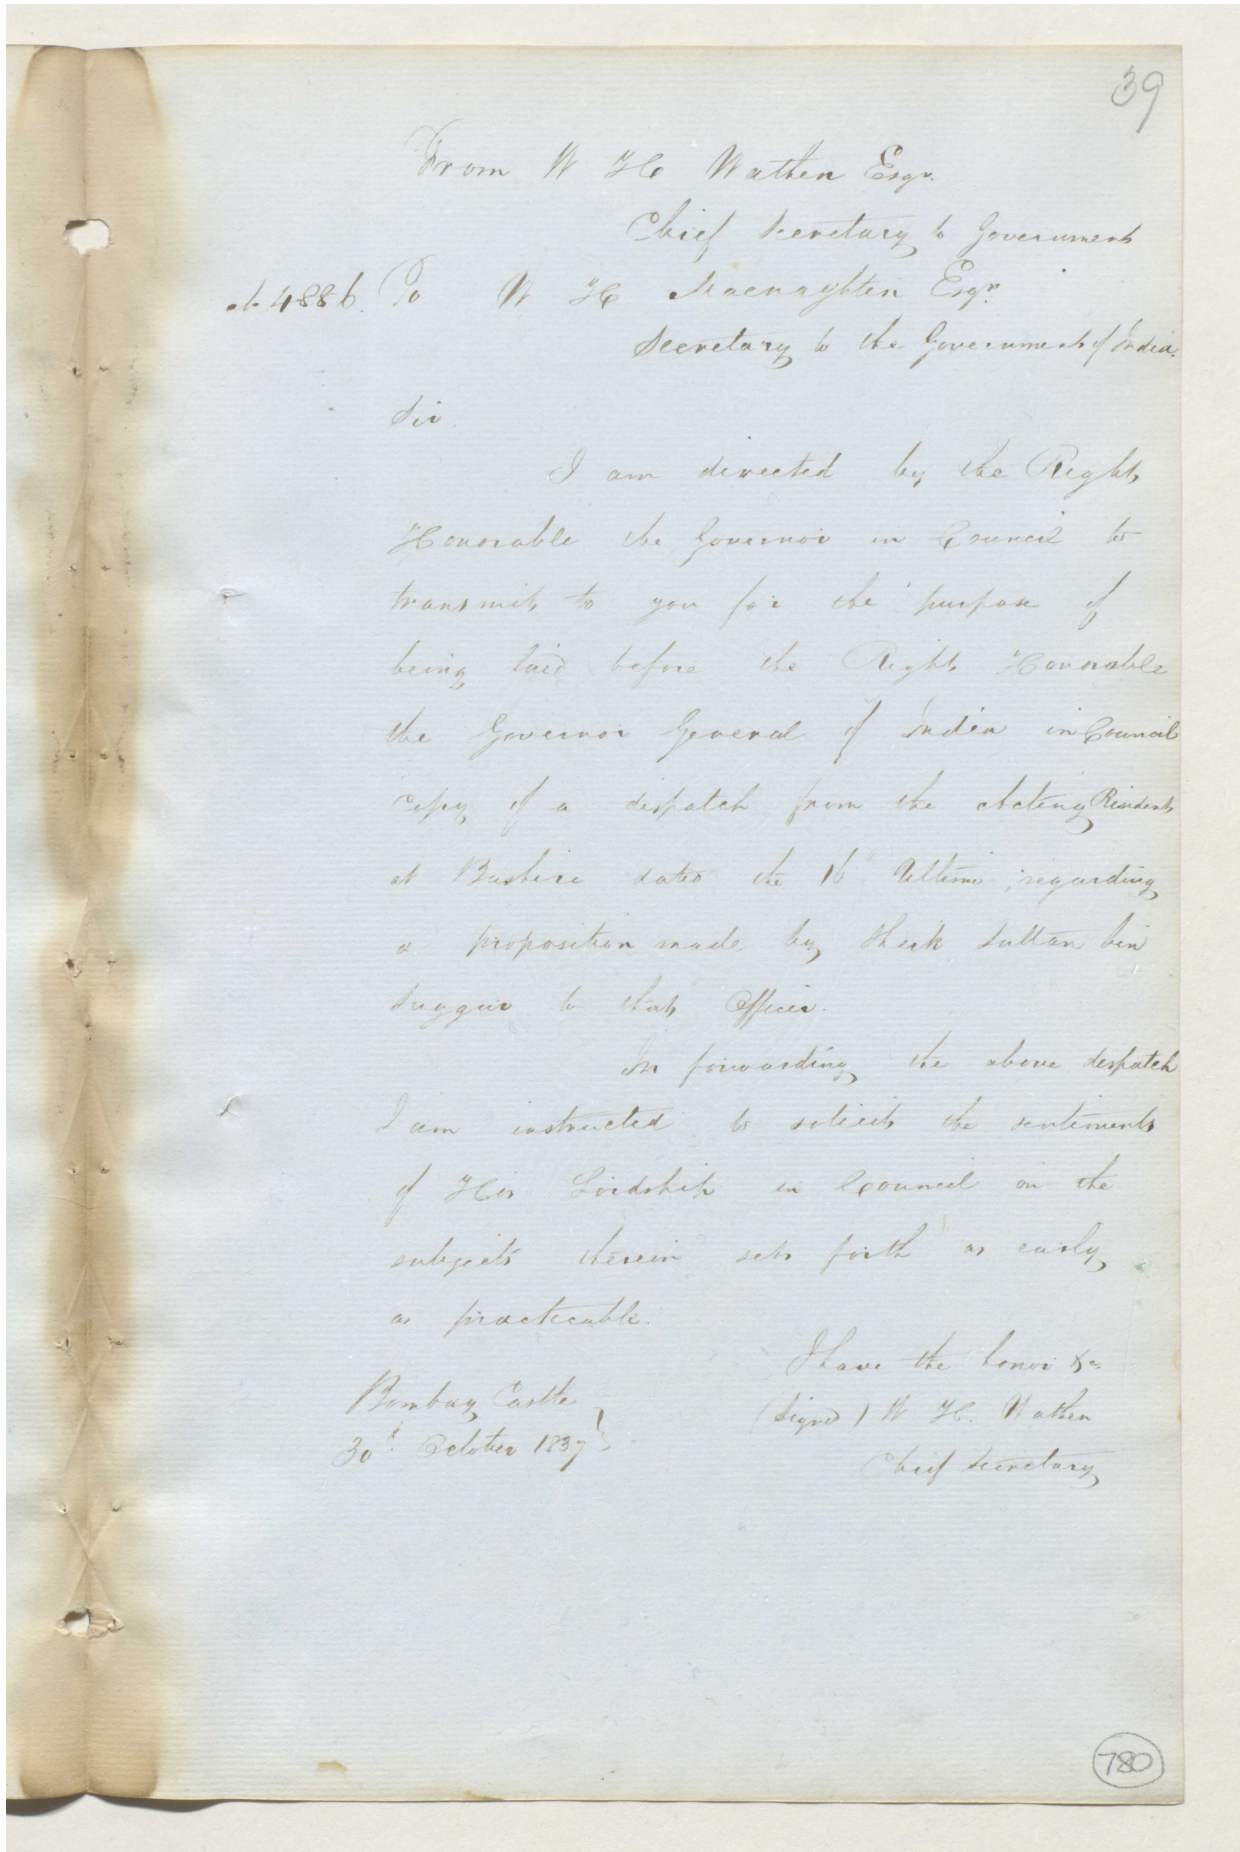 39
From W H Wathen Esqr.
Chief Secretary to Government
No 4886. To W H Macnaghten Esqr.
Secretary to the Government of India.
Sir.
I am directed by the Right
Honorable the Governor in Council to
transmit to you for the purpose of
being laid before the Right Honorable
the Governor General of India in Council
copy of a despatch from the Acting Resident
at Bushire dated the 16" Ultimo, regarding
a proposition made by Sheik Sultan bin
Suggur to that Officer.
In forwarding the above despatch
I am instructed to solicit the sentiments
of His Lordship in Council on the
subjects therein set forth as early
as practicable.
I have the honor &ca
Bombay Castle
(Signed) W H. Wathen
30th October 1837
Chief Secretary
780